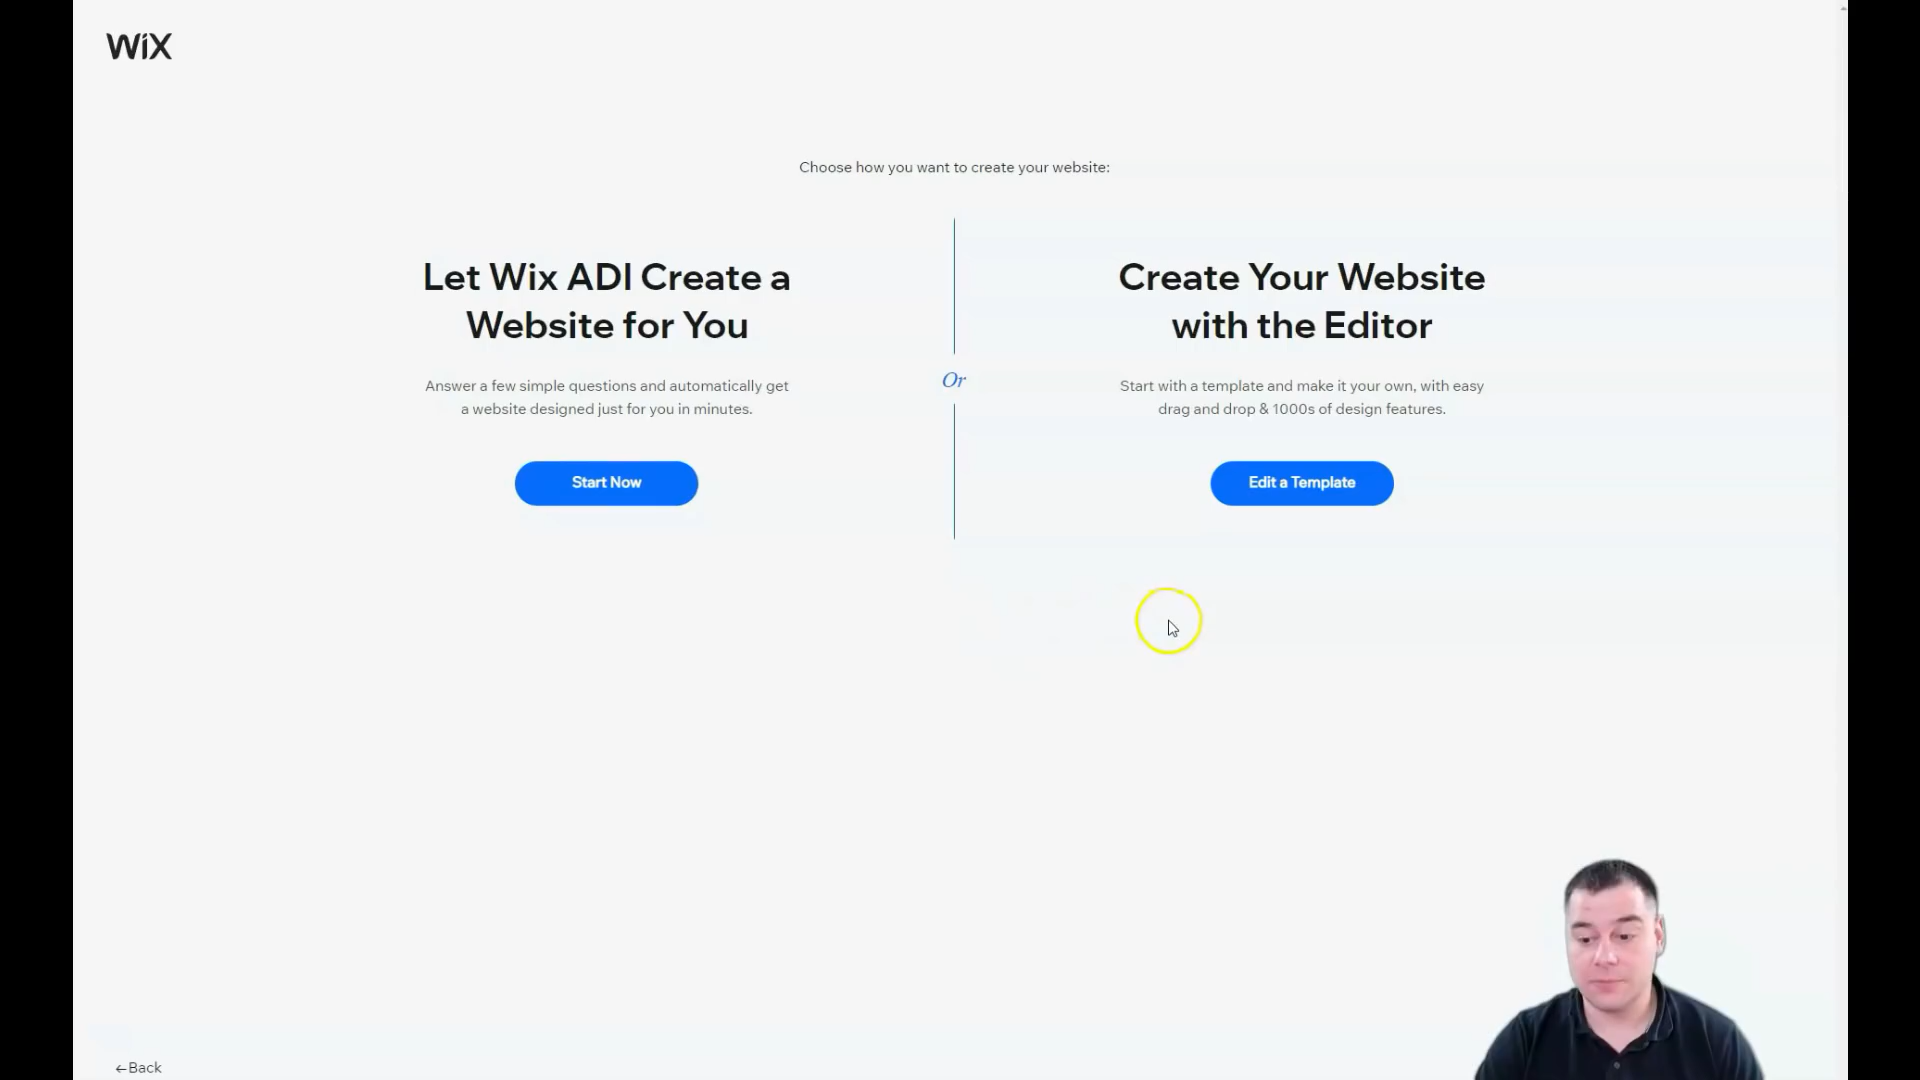 WiX
Choose how you want to create your website:
Let Wix ADI Create a
Website for You
Answer a few simple questions and automatically get
a website designed just for you in minutes.
Start Now
Or
Create Your Website
with the Editor
Start with a template and make it your own, with easy
drag and drop & 1000s of design features.
Edit a Template
←Back